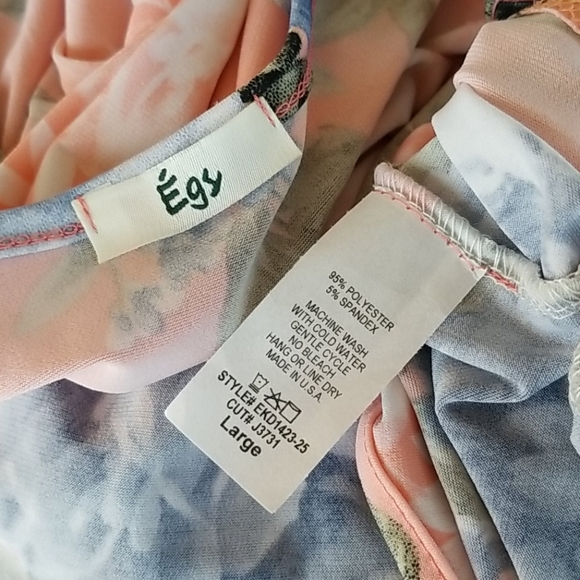 Égy
95% POLYESTER
5% SPANDEX
MACHINE WASH
WITH COLD WATER
GENTLE CYCLE
NO BLEACH
HANG OR LINE DRY
MADE IN U.S.A
STYLE# EKD1423-25
CUT# J3731
Large